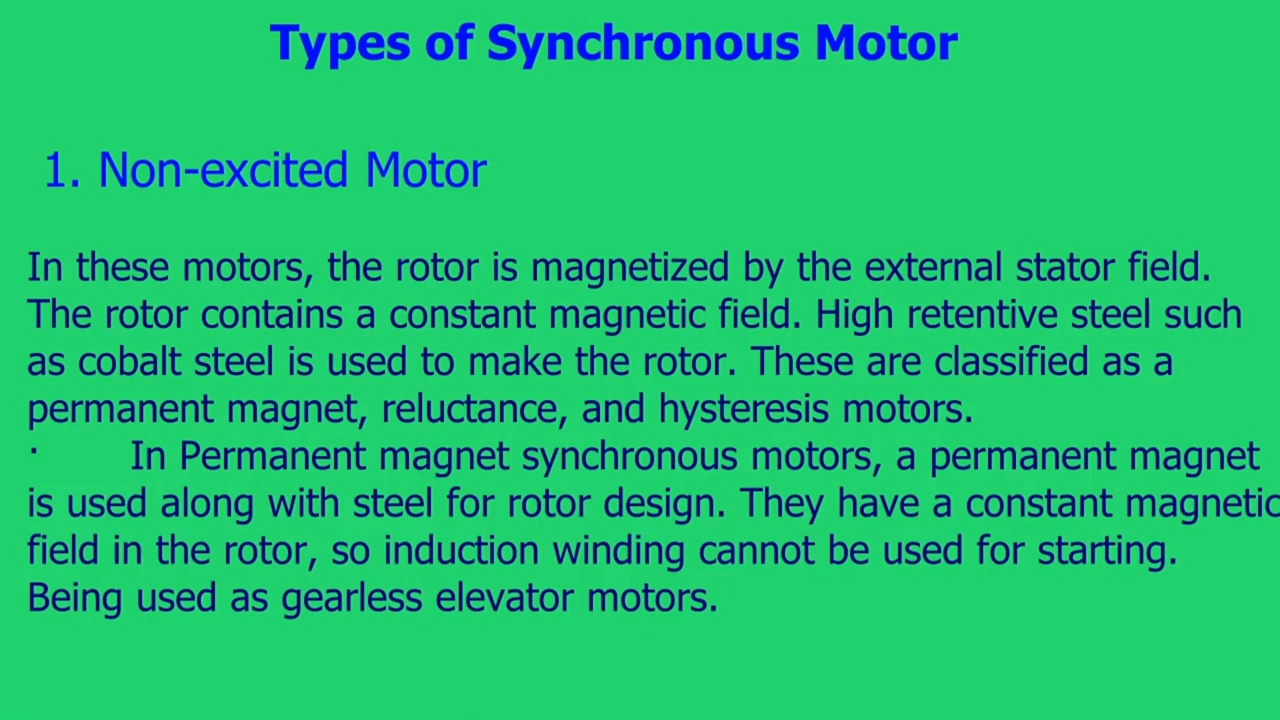 Types of Synchronous Motor
1. Non-excited Motor
In these motors, the rotor is magnetized by the external stator field.
The rotor contains a constant magnetic field. High retentive steel such
as cobalt steel is used to make the rotor. These are classified as a
permanent magnet, reluctance, and hysteresis motors.
· In Permanent magnet synchronous motors, a permanent magnet
is used along with steel for rotor design. They have a constant magnetic
field in the rotor, so induction winding cannot be used for starting.
Being used as gearless elevator motors.